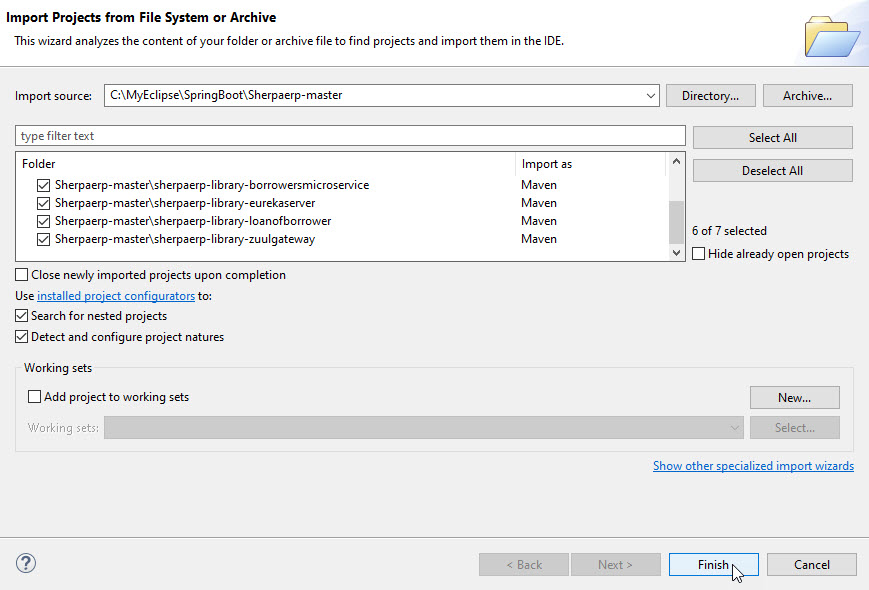 Import Projects from File System or Archive
This wizard analyzes the content of your folder or archive file to find projects and import them in the IDE.
Import source: C:\MyEclipse\SpringBoot\Sherpaerp-master Directory... Archive...
type filter text Select All
Folder Import as
Deselect All
Sherpaerp-master\sherpaerp-library-borrowersmicroservice Maven
Sherpaerp-master\sherpaerp-library-eurekaserver Maven
Sherpaerp-master\sherpaerp-library-loanofborrower Maven
6 of 7 selected
Sherpaerp-master\sherpaerp-library-zuulgateway Maven
Hide already open projects
Close newly imported projects upon completion
Use installed project configurators to:
Search for nested projects
Detect and configure project natures
Working sets
Add project to working sets New...
Working sets: Select...
Show other specialized import wizards
? < Back Next > Finish Cancel